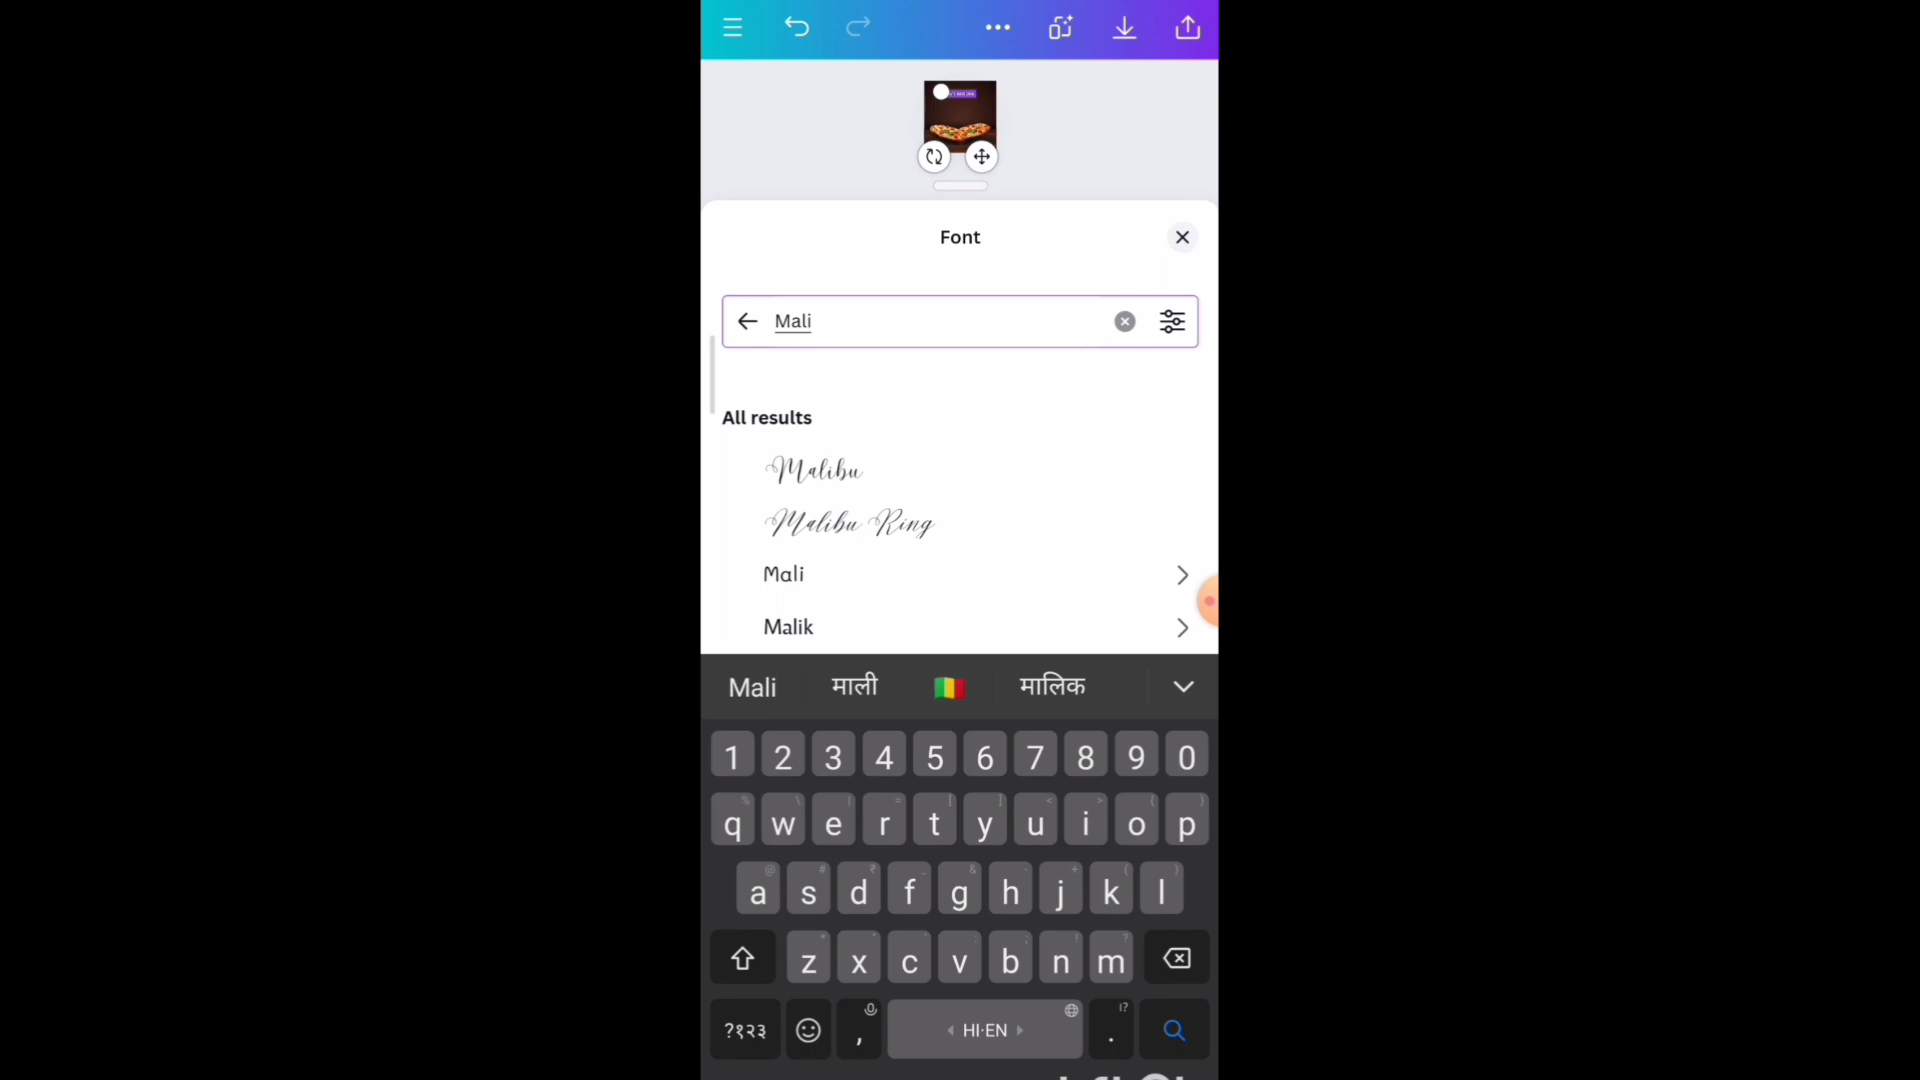 Font
Mali
All results
Malibu
Malibu Ring
Mali
Malik
Mali माली मालिक
1 2 3 4 5 6 7 8 9 0
% \ | = [ ] < > { }
q w e r t y u i o p
@ # ₹ _ & - + ( )
a s d f g h j k l
* " ' : ; ! ?
z x c v b n m
?१२३ , HI·EN . !?